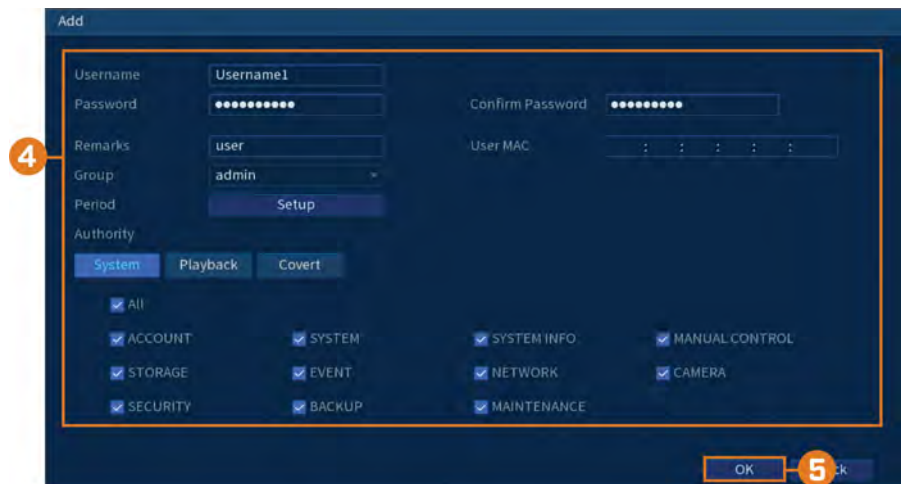 Add
Username Username1
Password ●●●●●●●●●● Confirm Password ●●●●●●●●●
Remarks user User MAC : : : : :
4
Group admin
Period Setup
Authority
System Playback Covert
All
ACCOUNT SYSTEM SYSTEM INFO MANUAL CONTROL
STORAGE EVENT NETWORK CAMERA
SECURITY BACKUP MAINTENANCE
OK 5 k